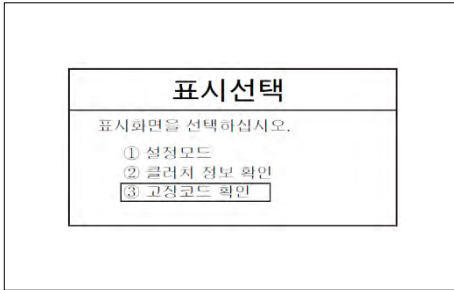 표시선택
표시화면을 선택하십시오.
① 설정모드
② 클러치 정보 확인
③ 고장코드 확인